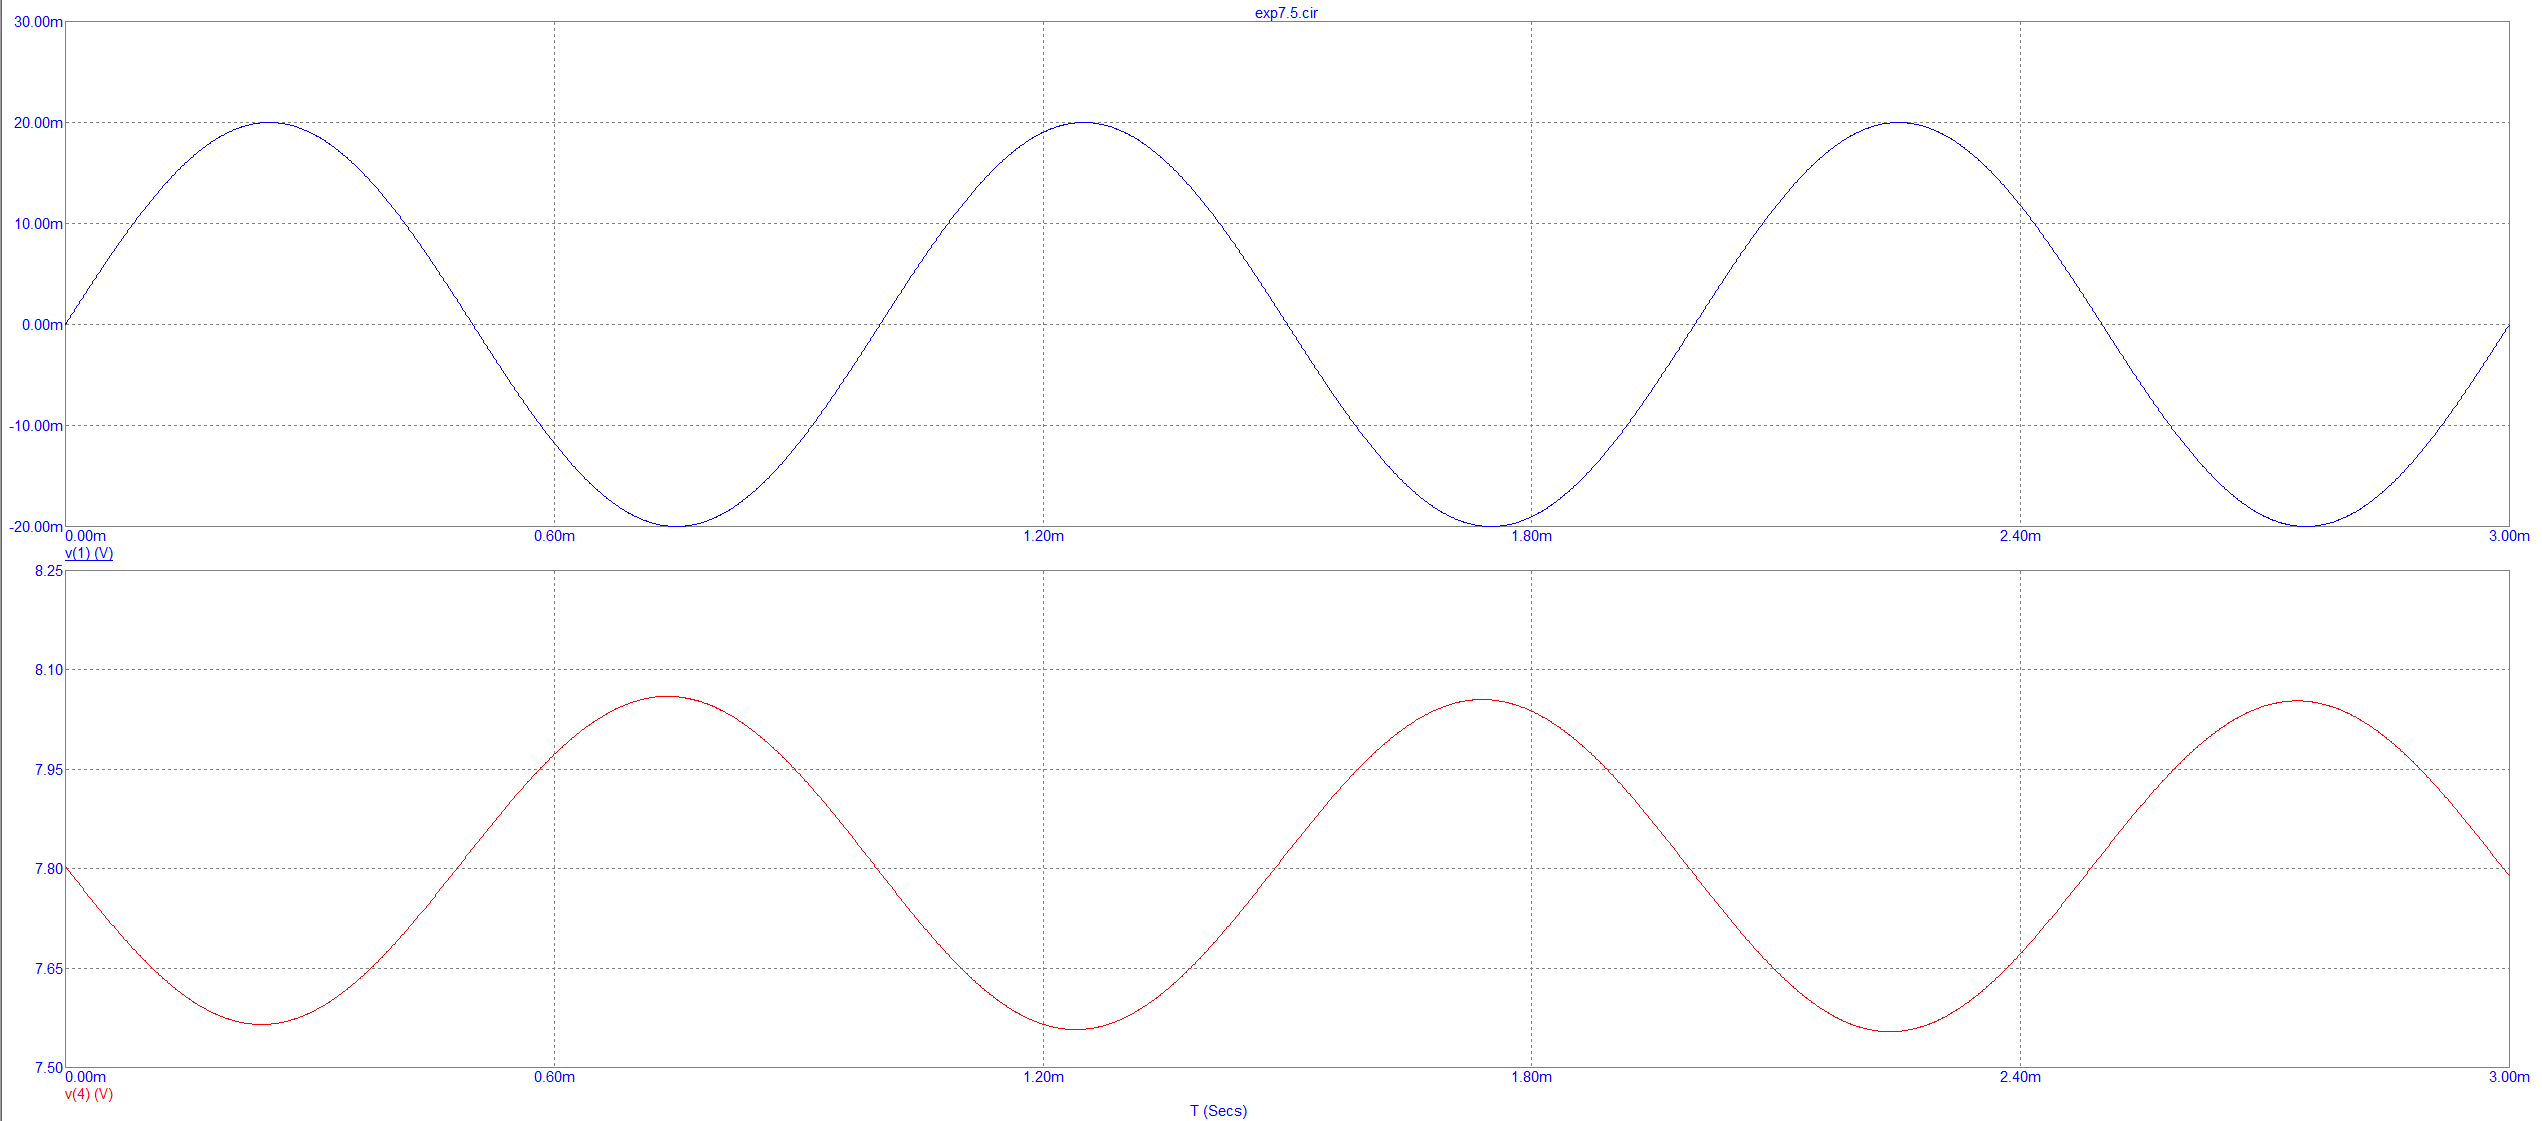 exp7.5.cir
30.00m
20.00m
10.00m
0.00m
-10.00m
-20.00m
0.00m 0.60m 1.20m 1.80m 2.40m 3.00m
v(1) (V)
8.25
8.10
7.95
7.80
7.65
7.50
0.00m 0.60m 1.20m 1.80m 2.40m 3.00m
v(4) (V)
T (Secs)